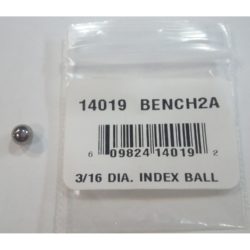 14019 BENCH2A
6 09824 14019 2
3/16 DIA. INDEX BALL